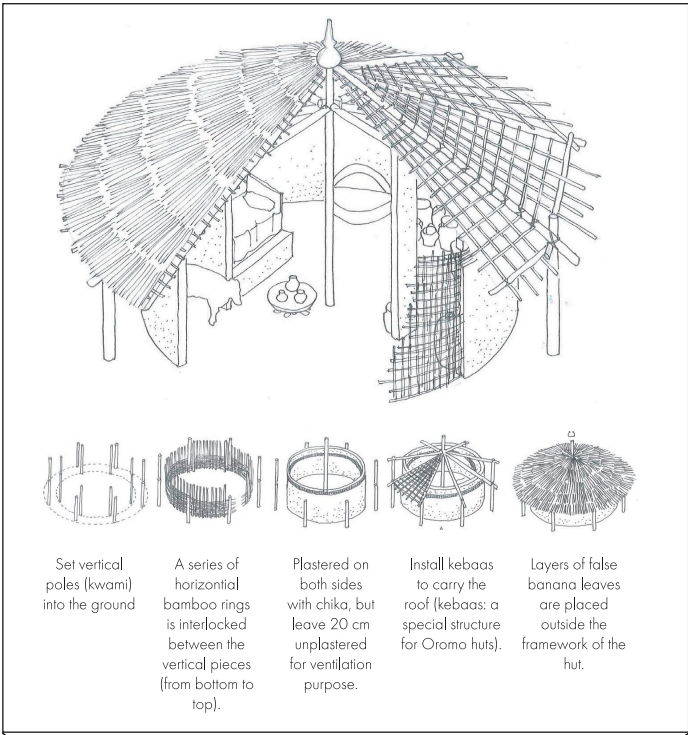 Set vertical
poles (kwami)
into the ground
A series of
horizontial
bamboo rings
is interlocked
between the
vertical pieces
(from bottom to
top).
Plastered on
both sides
with chika, but
leave 20 cm
unplastered
for ventilation
purpose.
Install kebaas
to carry the
roof (kebaas: a
special structure
for Oromo huts).
Layers of false
banana leaves
are placed
outside the
framework of the
hut.